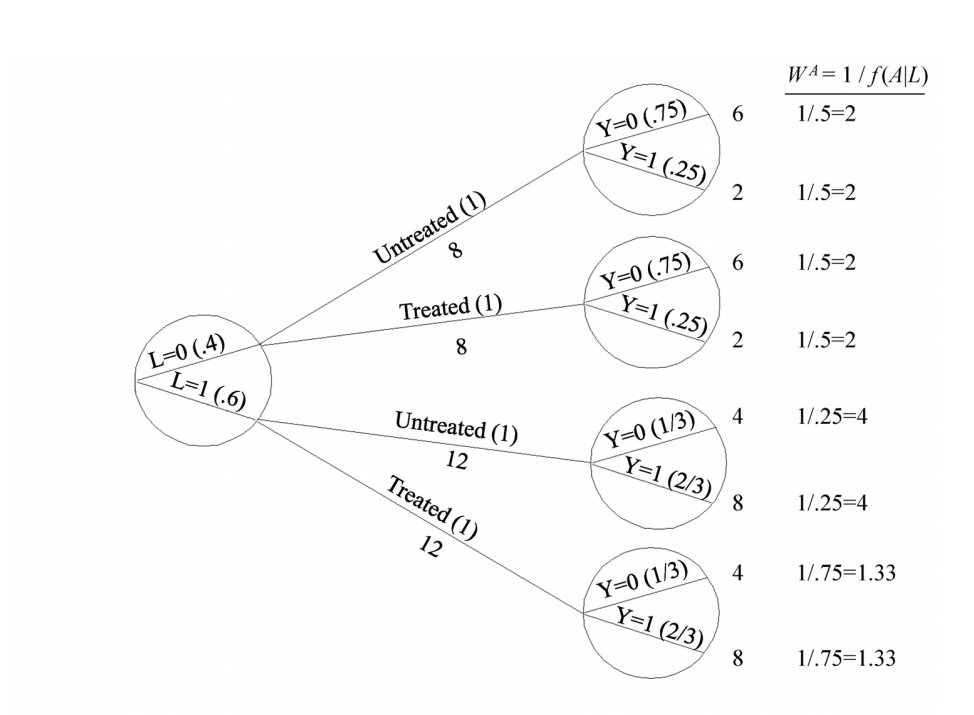 W^A = 1 / f(A|L)
Y=0 (.75)
6
1/.5=2
Y=1 (.25)
2
1/.5=2
Untreated (1)
8
Y=0 (.75)
6
1/.5=2
Treated (1)
Y=1 (.25)
8
2
1/.5=2
L=0 (.4)
L=1 (.6)
Untreated (1)
12
Y=0 (1/3)
4
1/.25=4
Y=1 (2/3)
8
1/.25=4
Treated (1)
12
Y=0 (1/3)
4
1/.75=1.33
Y=1 (2/3)
8
1/.75=1.33